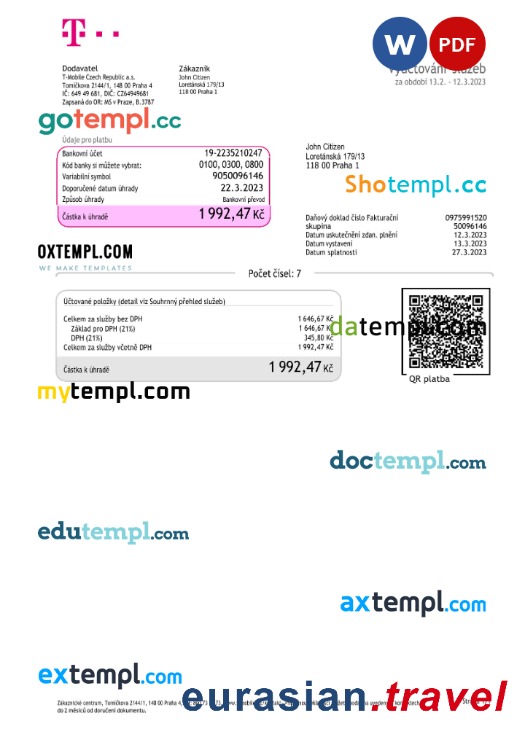 T
W
PDF
Dodavatel
T-Mobile Czech Republic a.s.
Tomíčkova 2144/1, 148 00 Praha 4
IČ: 649 49 681, DIČ: CZ64949681
Zapsaná do OR: MS v Praze, B.3787
Zákazník
John Citizen
Loretánská 179/13
118 00 Praha 1
Vyúčtování služeb
za období 13.2. - 12.3.2023
gotempl.cc
Údaje pro platbu
Bankovní účet 19-2235210247
Kód banky si můžete vybrat: 0100, 0300, 0800
Variabilní symbol 9050096146
Doporučené datum úhrady 22.3.2023
Způsob úhrady Bankovní převod
Částka k úhradě 1 992,47 Kč
John Citizen
Loretánská 179/13
118 00 Praha 1
Shotempl.cc
Daňový doklad číslo Fakturační 0975991520
skupina 50096146
Datum uskutečnění zdan. plnění 12.3.2023
Datum vystavení 13.3.2023
Datum splatnosti 27.3.2023
OXTEMPL.COM
WE MAKE TEMPLATES
Počet čísel: 7
Účtované položky (detail viz Souhrnný přehled služeb)
Celkem za služby bez DPH 1 646,67 Kč
Základ pro DPH (21%) 1 646,67 Kč
DPH (21%) 345,80 Kč
Celkem za služby včetně DPH 1 992,47 Kč
Částka k úhradě 1 992,47 Kč
datempl.com
QR platba
mytempl.com
doctempl.com
edutempl.com
axtempl.com
extempl.com
eurasian.travel
Zákaznické centrum, Tomíčkova 2144/1, 148 00 Praha 4,
do 2 měsíců od doručení dokumentu.